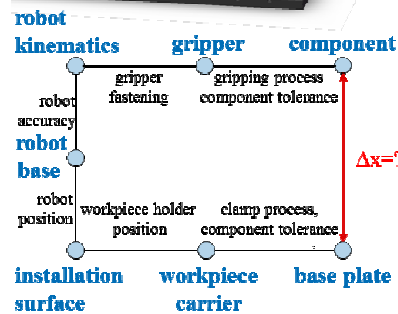 robot
kinematics
gripper
component
gripper
fastening
gripping process
component tolerance
robot
accuracy
robot
base
Δx=?
robot
position
workpiece holder
position
clamp process,
component tolerance
installation
surface
workpiece
carrier
base plate